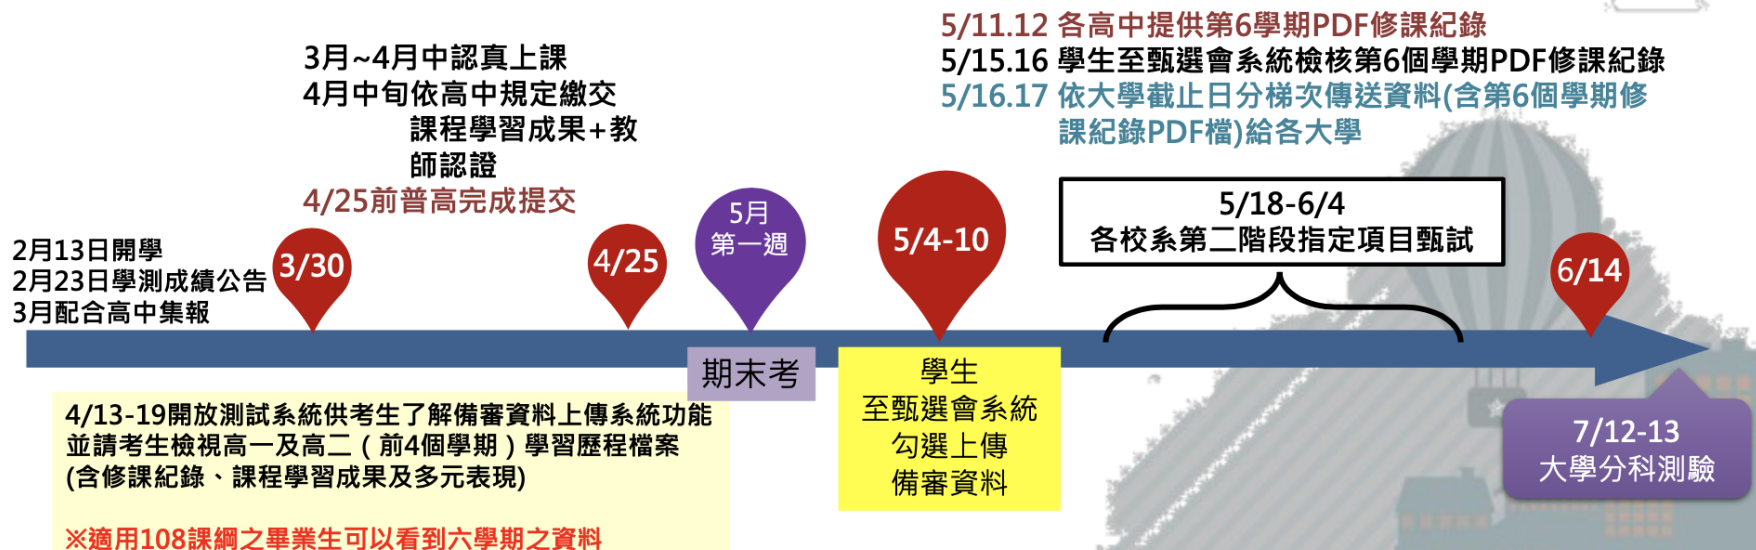 5/11.12 各高中提供第6學期PDF修課紀錄
5/15.16 學生至甄選會系統檢核第6個學期PDF修課紀錄
5/16.17 依大學截止日分梯次傳送資料(含第6個學期修
課紀錄PDF檔)給各大學
3月~4月中認真上課
4月中旬依高中規定繳交
課程學習成果+教
師認證
4/25前普高完成提交
2月13日開學
2月23日學測成績公告
3月配合高中集報
3/30
4/25
5月
第一週
5/4-10
5/18-6/4
各校系第二階段指定項目甄試
6/14
期末考
學生
至甄選會系統
勾選上傳
備審資料
4/13-19開放測試系統供考生了解備審資料上傳系統功能
並請考生檢視高一及高二（前4個學期）學習歷程檔案
(含修課紀錄、課程學習成果及多元表現)
※適用108課綱之畢業生可以看到六學期之資料
7/12-13
大學分科測驗